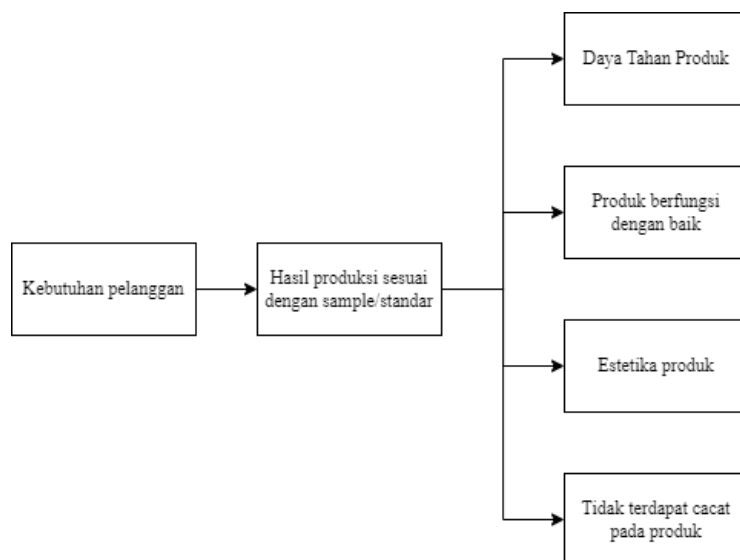 Kebutuhan pelanggan
Hasil produksi sesuai
dengan sample/standar
Daya Tahan Produk
Produk berfungsi
dengan baik
Estetika produk
Tidak terdapat cacat
pada produk